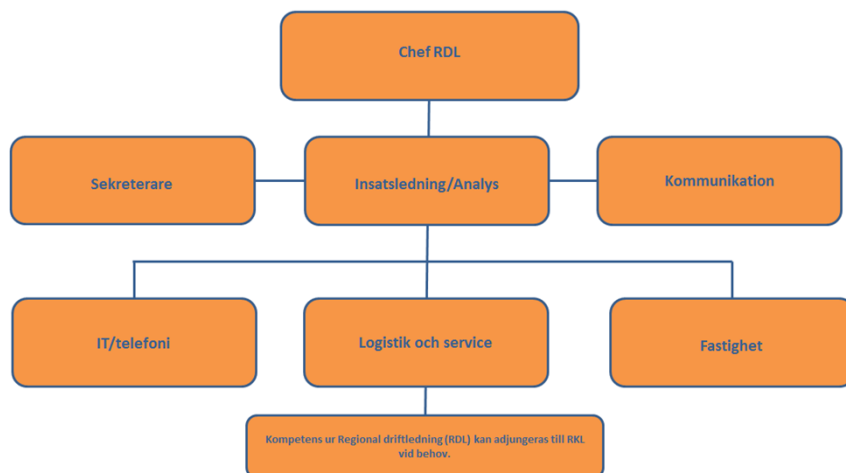 Chef RDL
Sekreterare
Insatsledning/Analys
Kommunikation
IT/telefoni
Logistik och service
Fastighet
Kompetens ur Regional driftledning (RDL) kan adjungeras till RKL
vid behov.